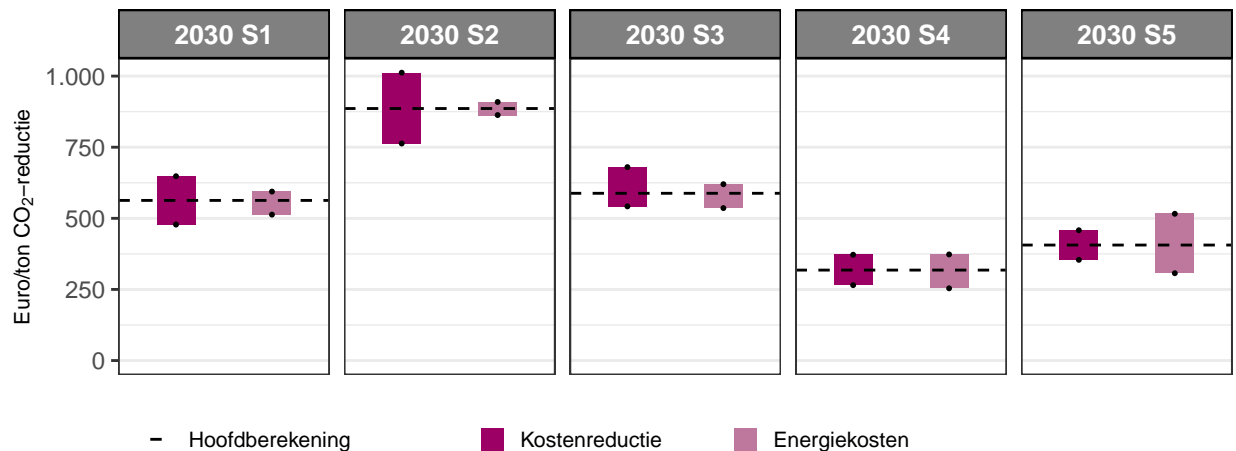 2030 S1 2030 S2 2030 S3 2030 S4 2030 S5
Euro/ton CO₂−reductie
1.000
750
500
250
0
Hoofdberekening Kostenreductie Energiekosten